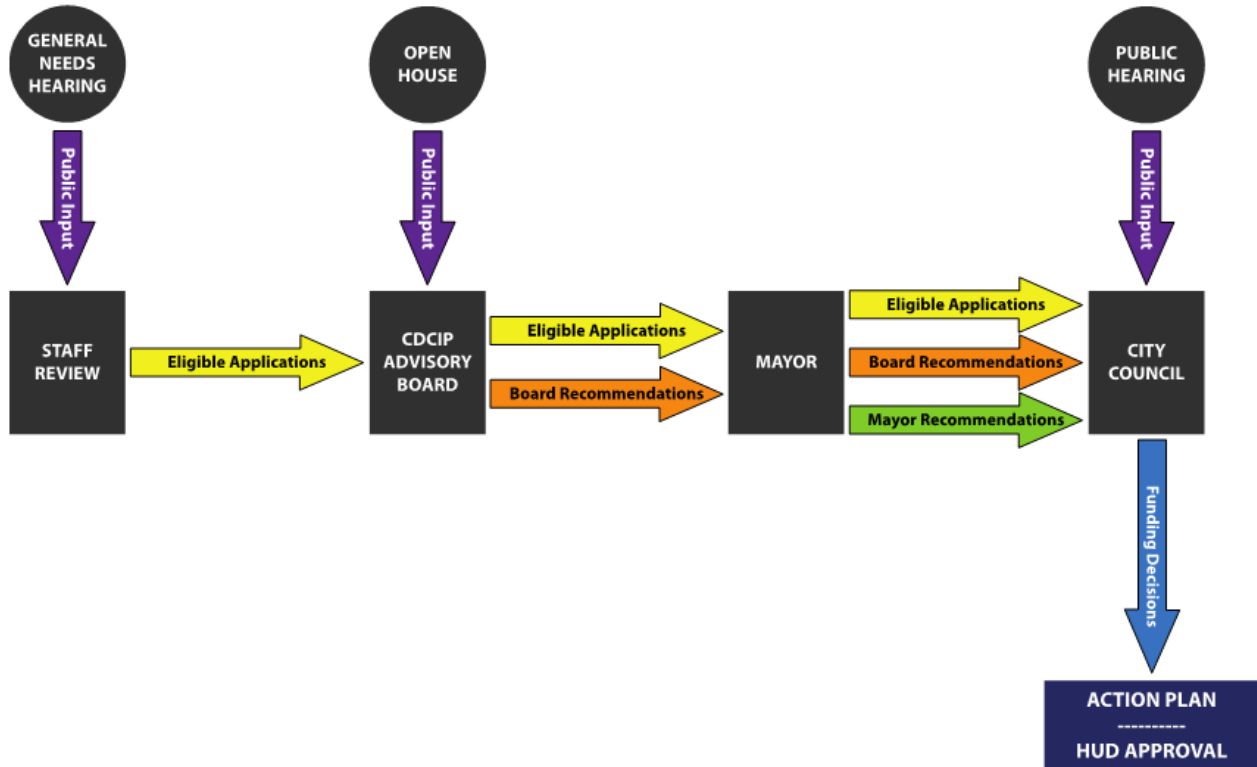 GENERAL
NEEDS
HEARING
OPEN
HOUSE
PUBLIC
HEARING
Public Input
Public Input
Public Input
STAFF
REVIEW
Eligible Applications
CDCIP
ADVISORY
BOARD
Eligible Applications
Board Recommendations
MAYOR
Eligible Applications
Board Recommendations
Mayor Recommendations
CITY
COUNCIL
Funding Decisions
ACTION PLAN
----------
HUD APPROVAL